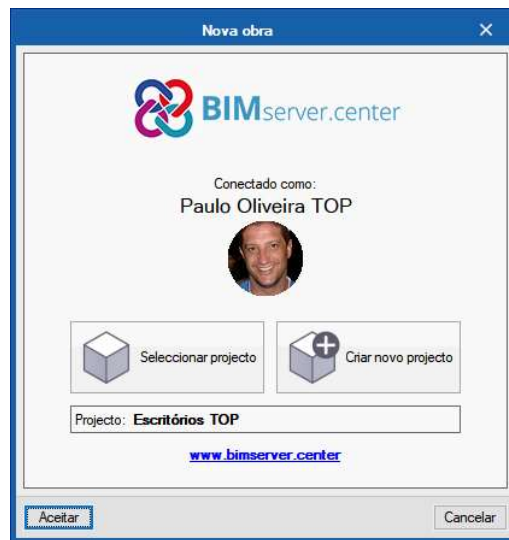 Nova obra
BIMserver.center
Conectado como:
Paulo Oliveira TOP
Seleccionar projecto
Criar novo projecto
Projecto: Escritórios TOP
www.bimserver.center
Aceitar
Cancelar